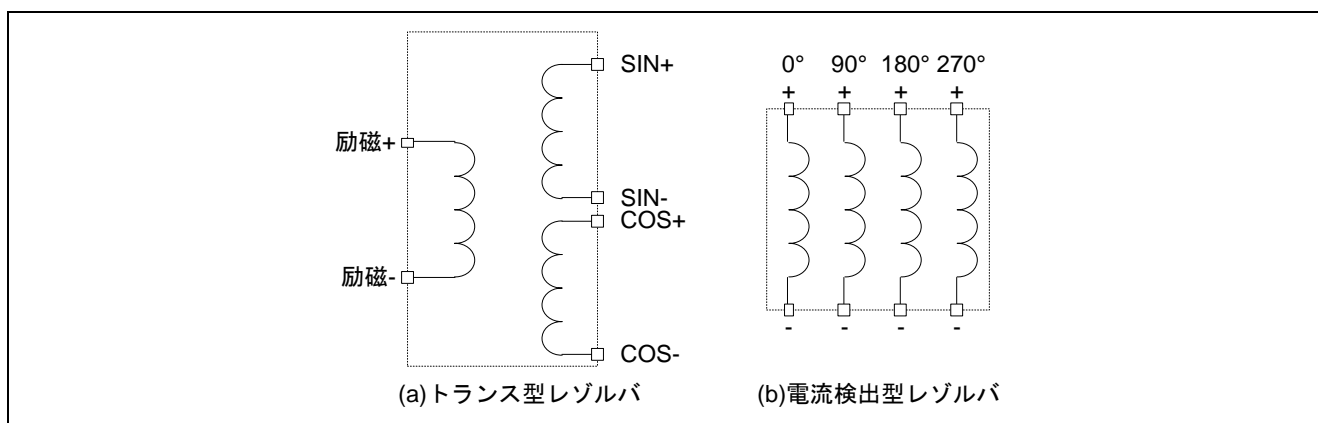 励磁+
励磁-
SIN+
SIN-
COS+
COS-
(a)トランス型レゾルバ
0° 90° 180° 270°
+ + + +
- - - -
(b)電流検出型レゾルバ